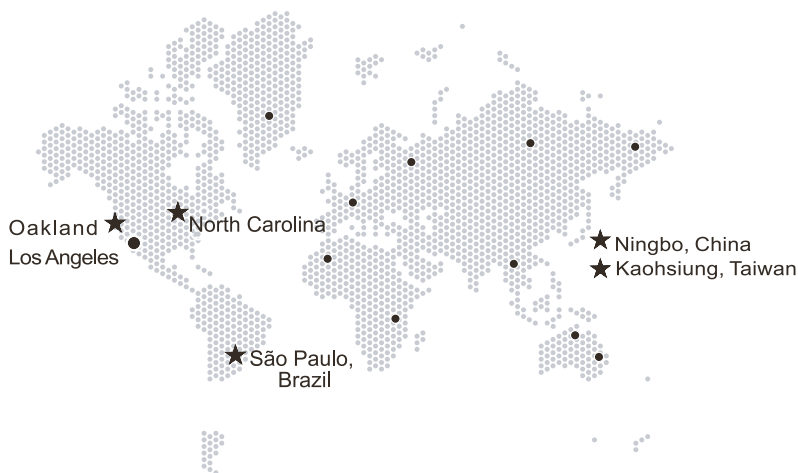 Oakland
North Carolina
Los Angeles
Ningbo, China
Kaohsiung, Taiwan
São Paulo,
Brazil